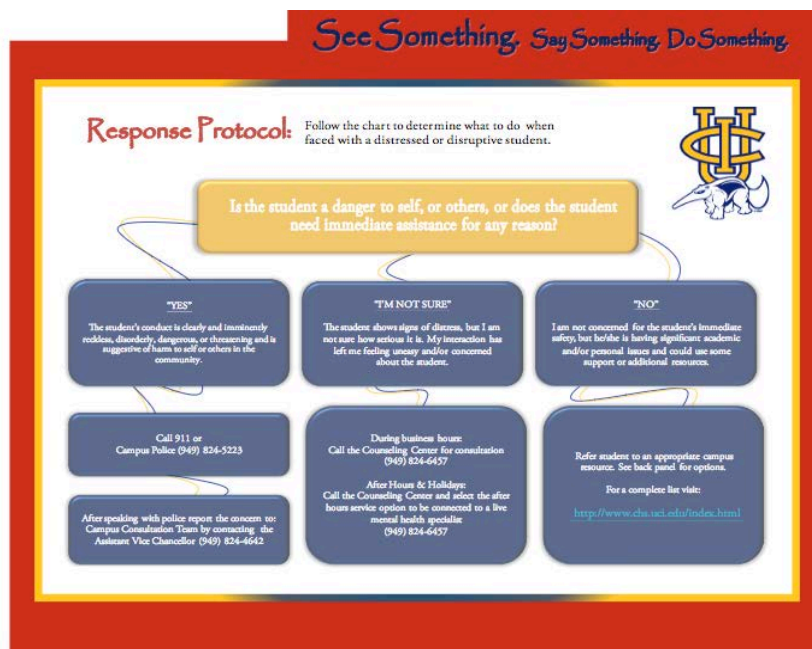 See Something. Say Something. Do Something.
Response Protocol: Follow the chart to determine what to do when
faced with a distressed or disruptive student.
UCI
Is the student a danger to self, or others, or does the student
need immediate assistance for any reason?
"YES"
The student's conduct is clearly and imminently
reckless, disorderly, dangerous, or threatening and is
suggestive of harm to self or others in the
community.
Call 911 or
Campus Police (949) 824-5223
After speaking with police report the concern to:
Campus Consultation Team by contacting the
Assistant Vice Chancellor (949) 824-4642
"I'M NOT SURE"
The student shows signs of distress, but I am
not sure how serious it is. My interaction has
left me feeling uneasy and/or concerned
about the student.
During business hours:
Call the Counseling Center for consultation
(949) 824-6457
After Hours & Holidays:
Call the Counseling Center and select the after
hours service option to be connected to a live
mental health specialist
(949) 824-6457
"NO"
I am not concerned for the student's immediate
safety, but he/she is having significant academic
and/or personal issues and could use some
support or additional resources.
Refer student to an appropriate campus
resource. See back panel for options.
For a complete list visit:
http://www.chs.uci.edu/index.html